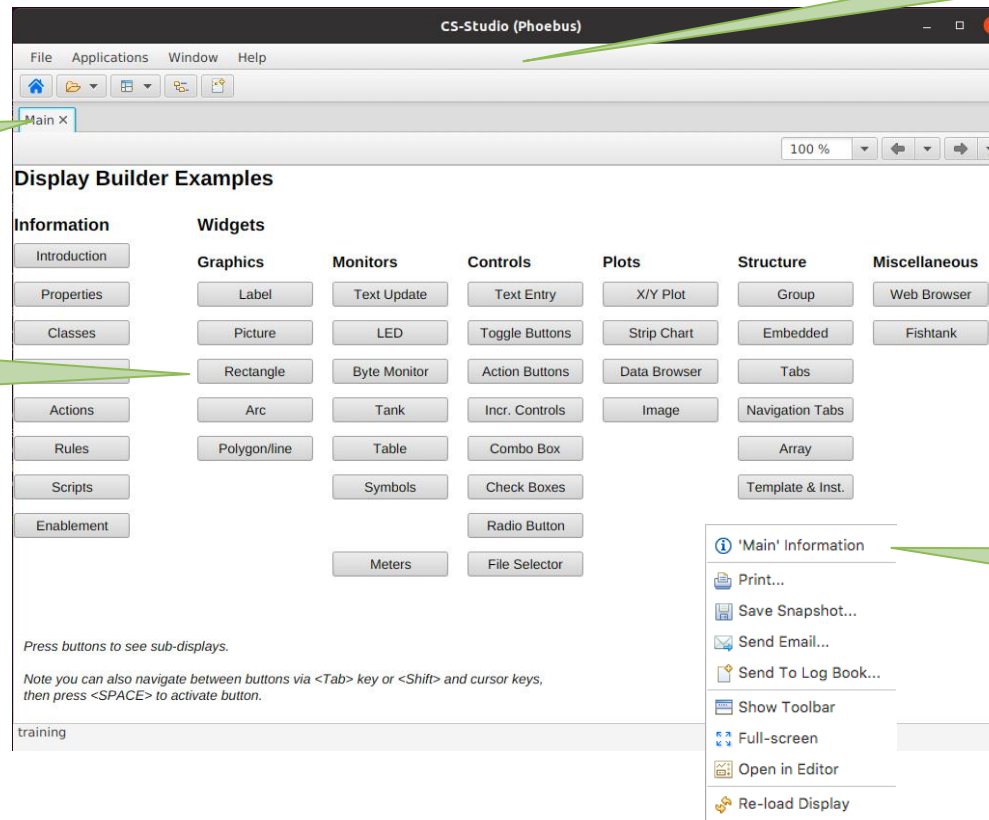 CS-Studio (Phoebus)
File Applications Window Help
Main
100 %
Display Builder Examples
Information Widgets
Introduction Graphics Monitors Controls Plots Structure Miscellaneous
Properties Label Text Update Text Entry X/Y Plot Group Web Browser
Classes Picture LED Toggle Buttons Strip Chart Embedded Fishtank
Rectangle Byte Monitor Action Buttons Data Browser Tabs
Actions Arc Tank Incr. Controls Image Navigation Tabs
Rules Polygon/line Table Combo Box Array
Scripts Symbols Check Boxes Template & Inst.
Enablement Radio Button
Meters File Selector
'Main' Information
Print...
Save Snapshot...
Send Email...
Send To Log Book...
Show Toolbar
Full-screen
Open in Editor
Re-load Display
Press buttons to see sub-displays.
Note you can also navigate between buttons via <Tab> key or <Shift> and cursor keys,
then press <SPACE> to activate button.
training